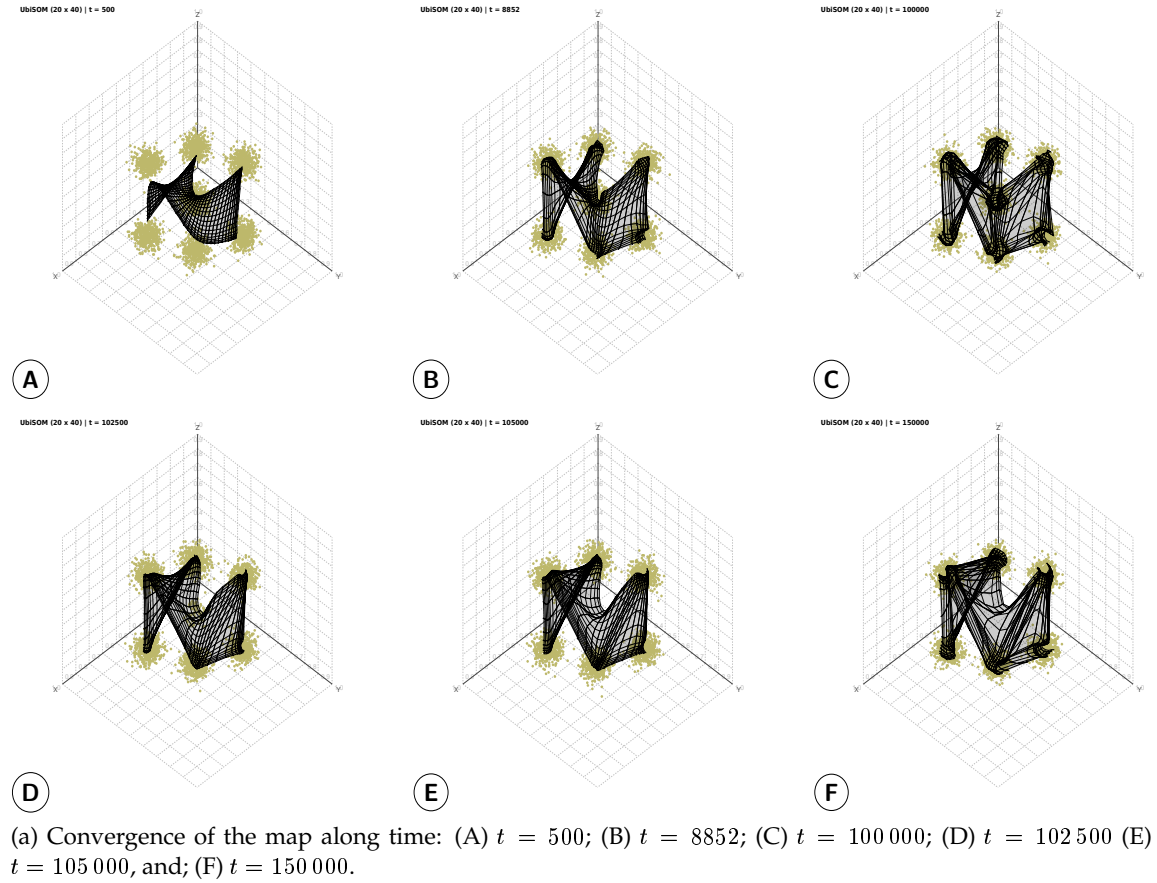 UbiSOM (20 x 40) | t = 500
UbiSOM (20 x 40) | t = 8852
UbiSOM (20 x 40) | t = 100000
Z
Z
Z
X
Y
X
Y
X
Y
A
B
C
UbiSOM (20 x 40) | t = 102500
UbiSOM (20 x 40) | t = 105000
UbiSOM (20 x 40) | t = 150000
Z
Z
Z
X
Y
X
Y
X
Y
D
E
F
(a) Convergence of the map along time: (A) t = 500; (B) t = 8852; (C) t = 100 000; (D) t = 102 500 (E)
t = 105 000, and; (F) t = 150 000.